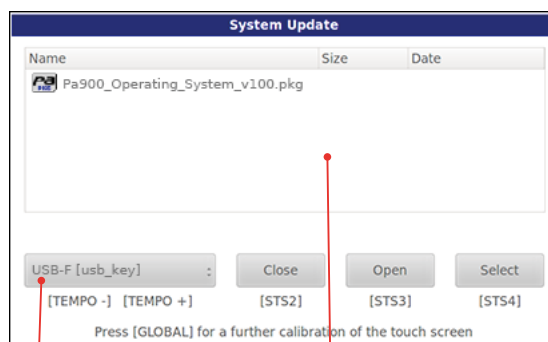 System Update
Name Size Date
Pa900_Operating_System_v100.pkg
USB-F [usb_key] : Close Open Select
[TEMPO -] [TEMPO +] [STS2] [STS3] [STS4]
Press [GLOBAL] for a further calibration of the touch screen